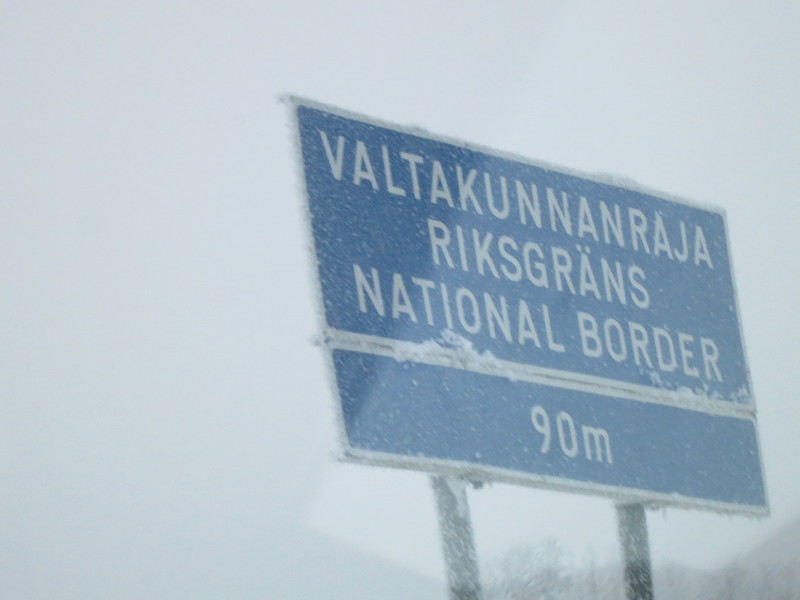 VALTAKUNNANRAJA
RIKSGRÄNS
NATIONAL BORDER
90m